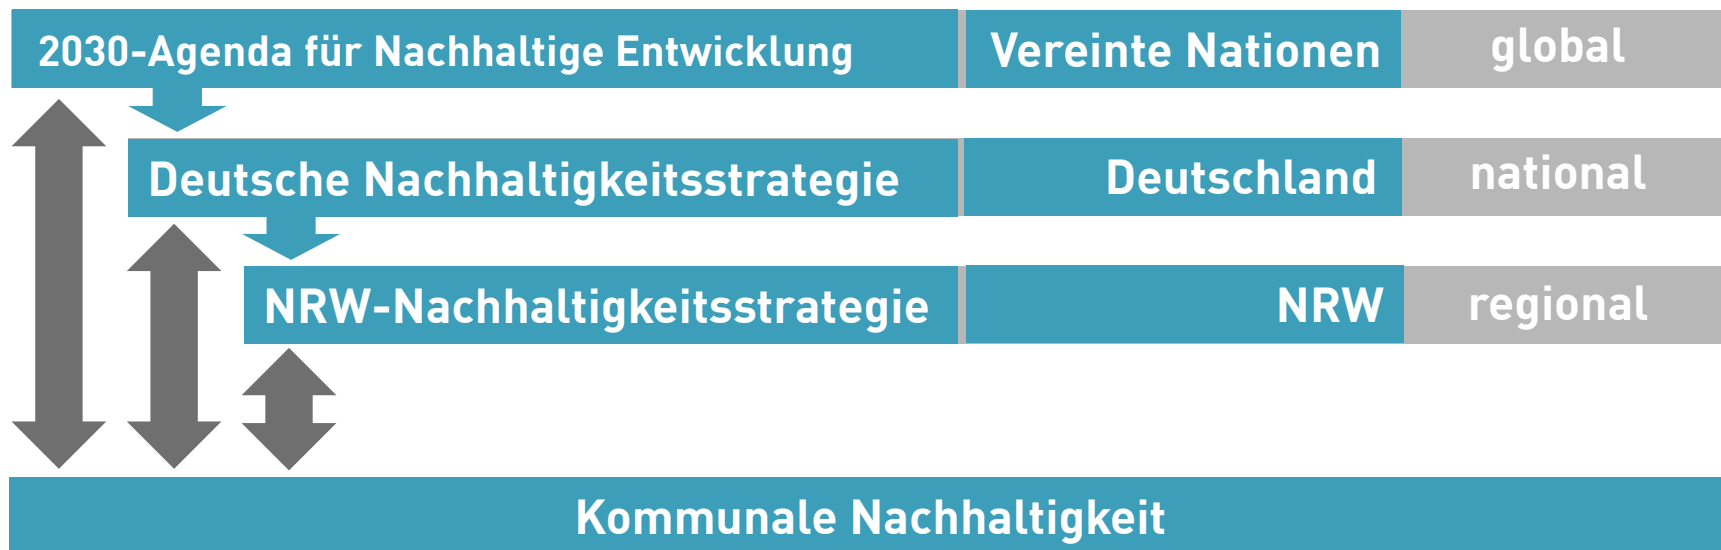 2030-Agenda für Nachhaltige Entwicklung Vereinte Nationen global
Deutsche Nachhaltigkeitsstrategie Deutschland national
NRW-Nachhaltigkeitsstrategie NRW regional
Kommunale Nachhaltigkeit